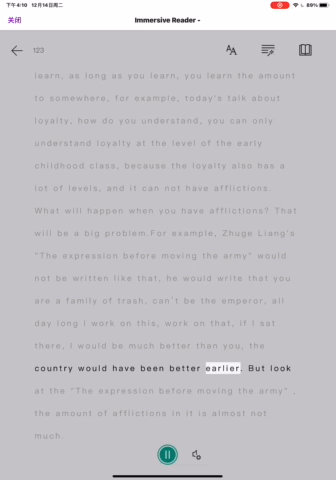 下午4:10 12月14日周二 89%
关闭 Immersive Reader
123 AA
learn, as long as you learn, you learn the amount
to somewhere, for example, today's talk about
loyalty, how do you understand, you can only
understand loyalty at the level of the early
childhood class, because the loyalty also has a
lot of levels, and it can not have afflictions.
What will happen when you have afflictions? That
will be a big problem.For example, Zhuge Liang's
"The expression before moving the army" would
not be written like that, he would write that you
are a family of trash, can't be the emperor, all
day long I work on this, work on that, if I sat
there, I would be much better than you, the
country would have been better earlier. But look
at the "The expression before moving the army" ,
the amount of afflictions in it is almost not
much.